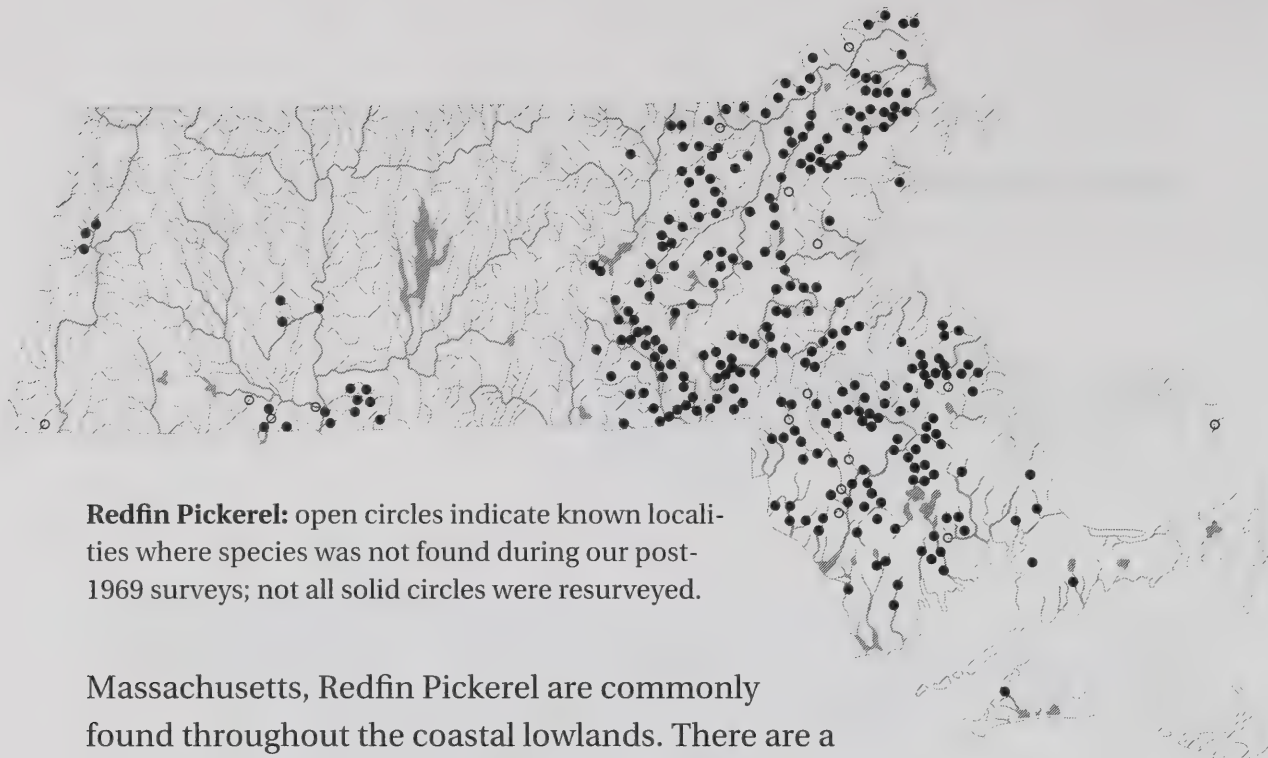 Redfin Pickerel: open circles indicate known locali-
ties where species was not found during our post-
1969 surveys; not all solid circles were resurveyed.
Massachusetts, Redfin Pickerel are commonly
found throughout the coastal lowlands. There are a